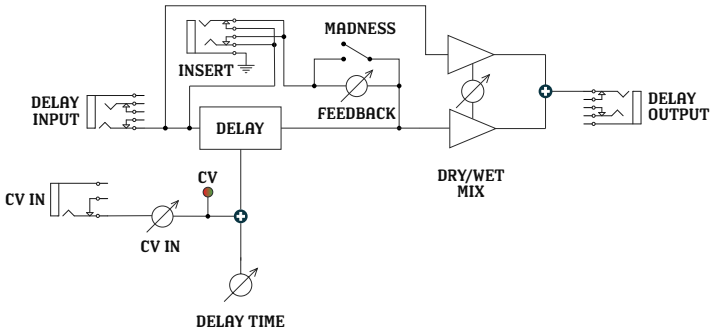 MADNESS
INSERT
FEEDBACK
DELAY
INPUT
DELAY
DELAY
OUTPUT
DRY/WET
MIX
CV
CV IN
CV IN
DELAY TIME